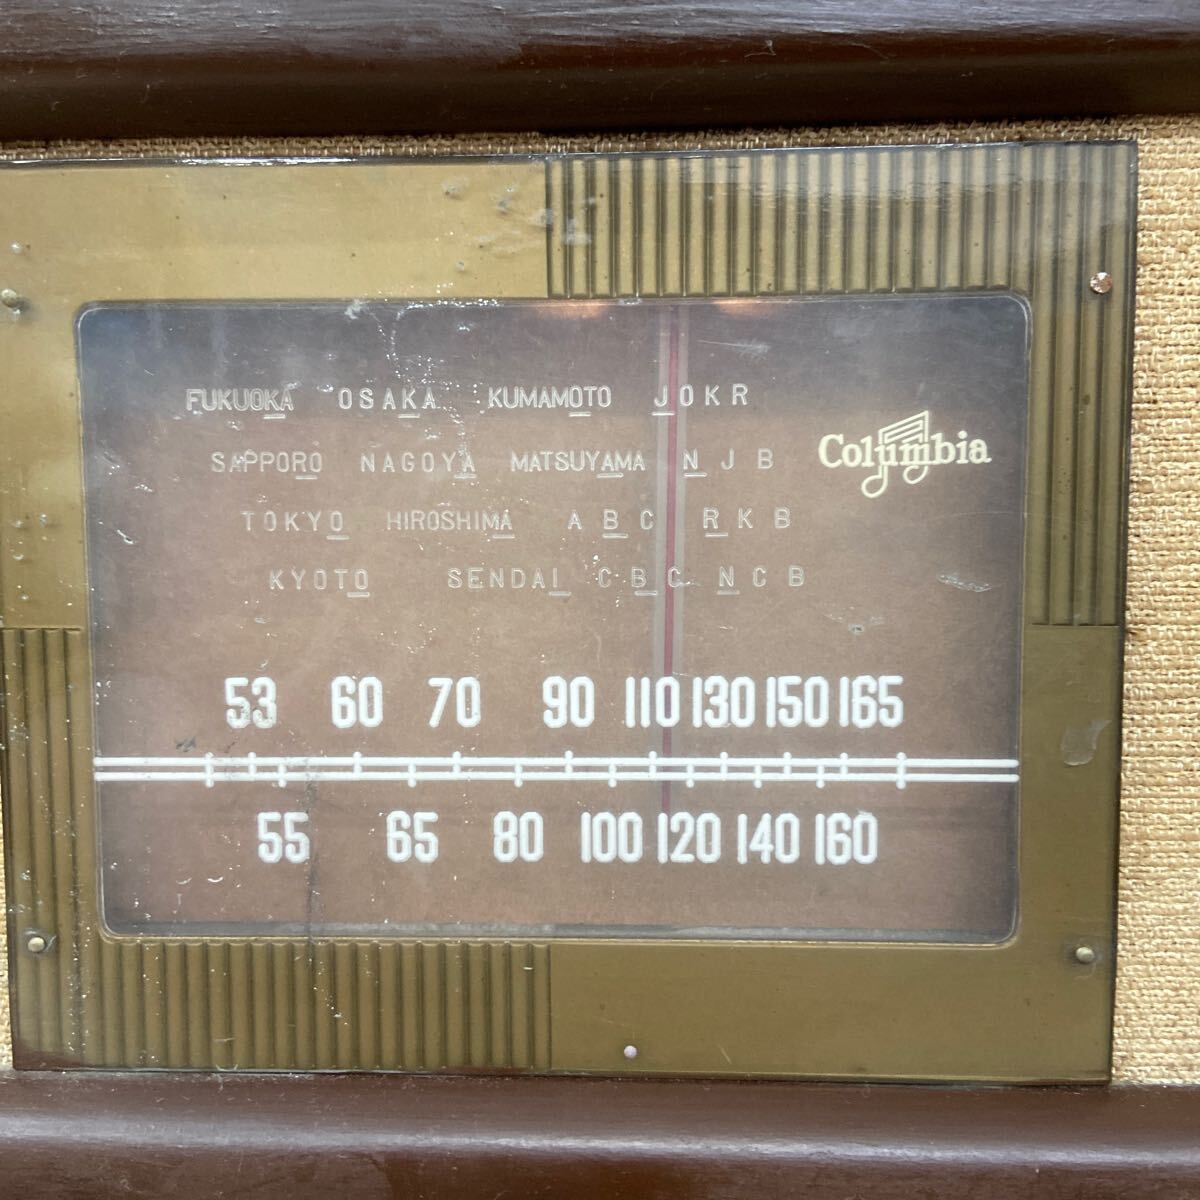 FUKUOKA OSAKA KUMAMOTO JOKR
SAPPORO NAGOYA MATSUYAMA NJB
Columbia
TOKYO HIROSHIMA ABC RKB
KYOTO SENDAI CBC NCB
53 60 70 90 110 130 150 165
55 65 80 100 120 140 160